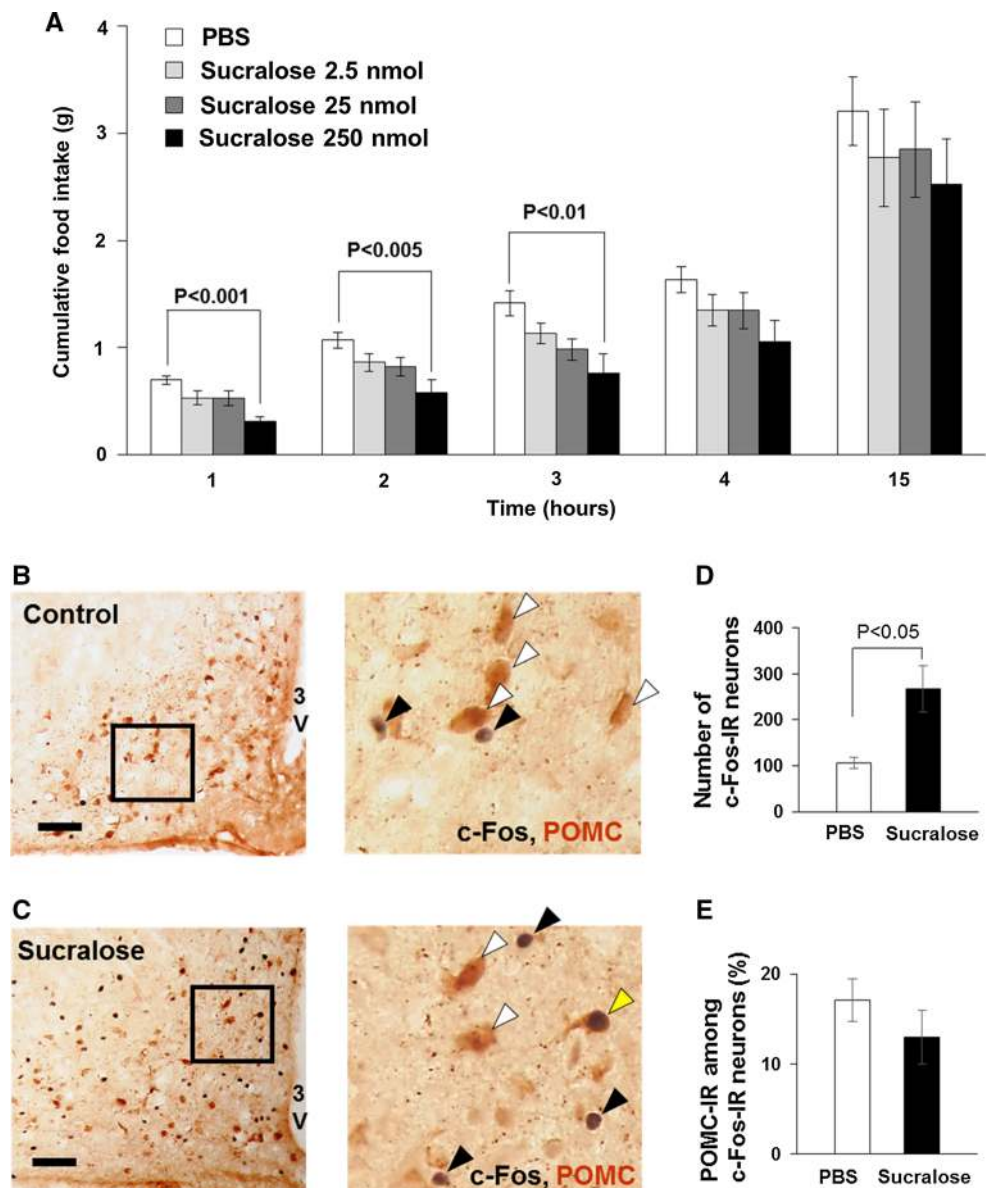 A
PBS
Sucralose 2.5 nmol
Sucralose 25 nmol
Sucralose 250 nmol
Cumulative food intake (g)
4
3
2
1
0
P<0.001
P<0.005
P<0.01
1
2
3
4
15
Time (hours)
B
Control
3
V
c-Fos, POMC
C
Sucralose
3
V
c-Fos, POMC
D
Number of
c-Fos-IR neurons
400
300
200
100
0
P<0.05
PBS
Sucralose
E
POMC-IR among
c-Fos-IR neurons (%)
20
10
0
PBS
Sucralose